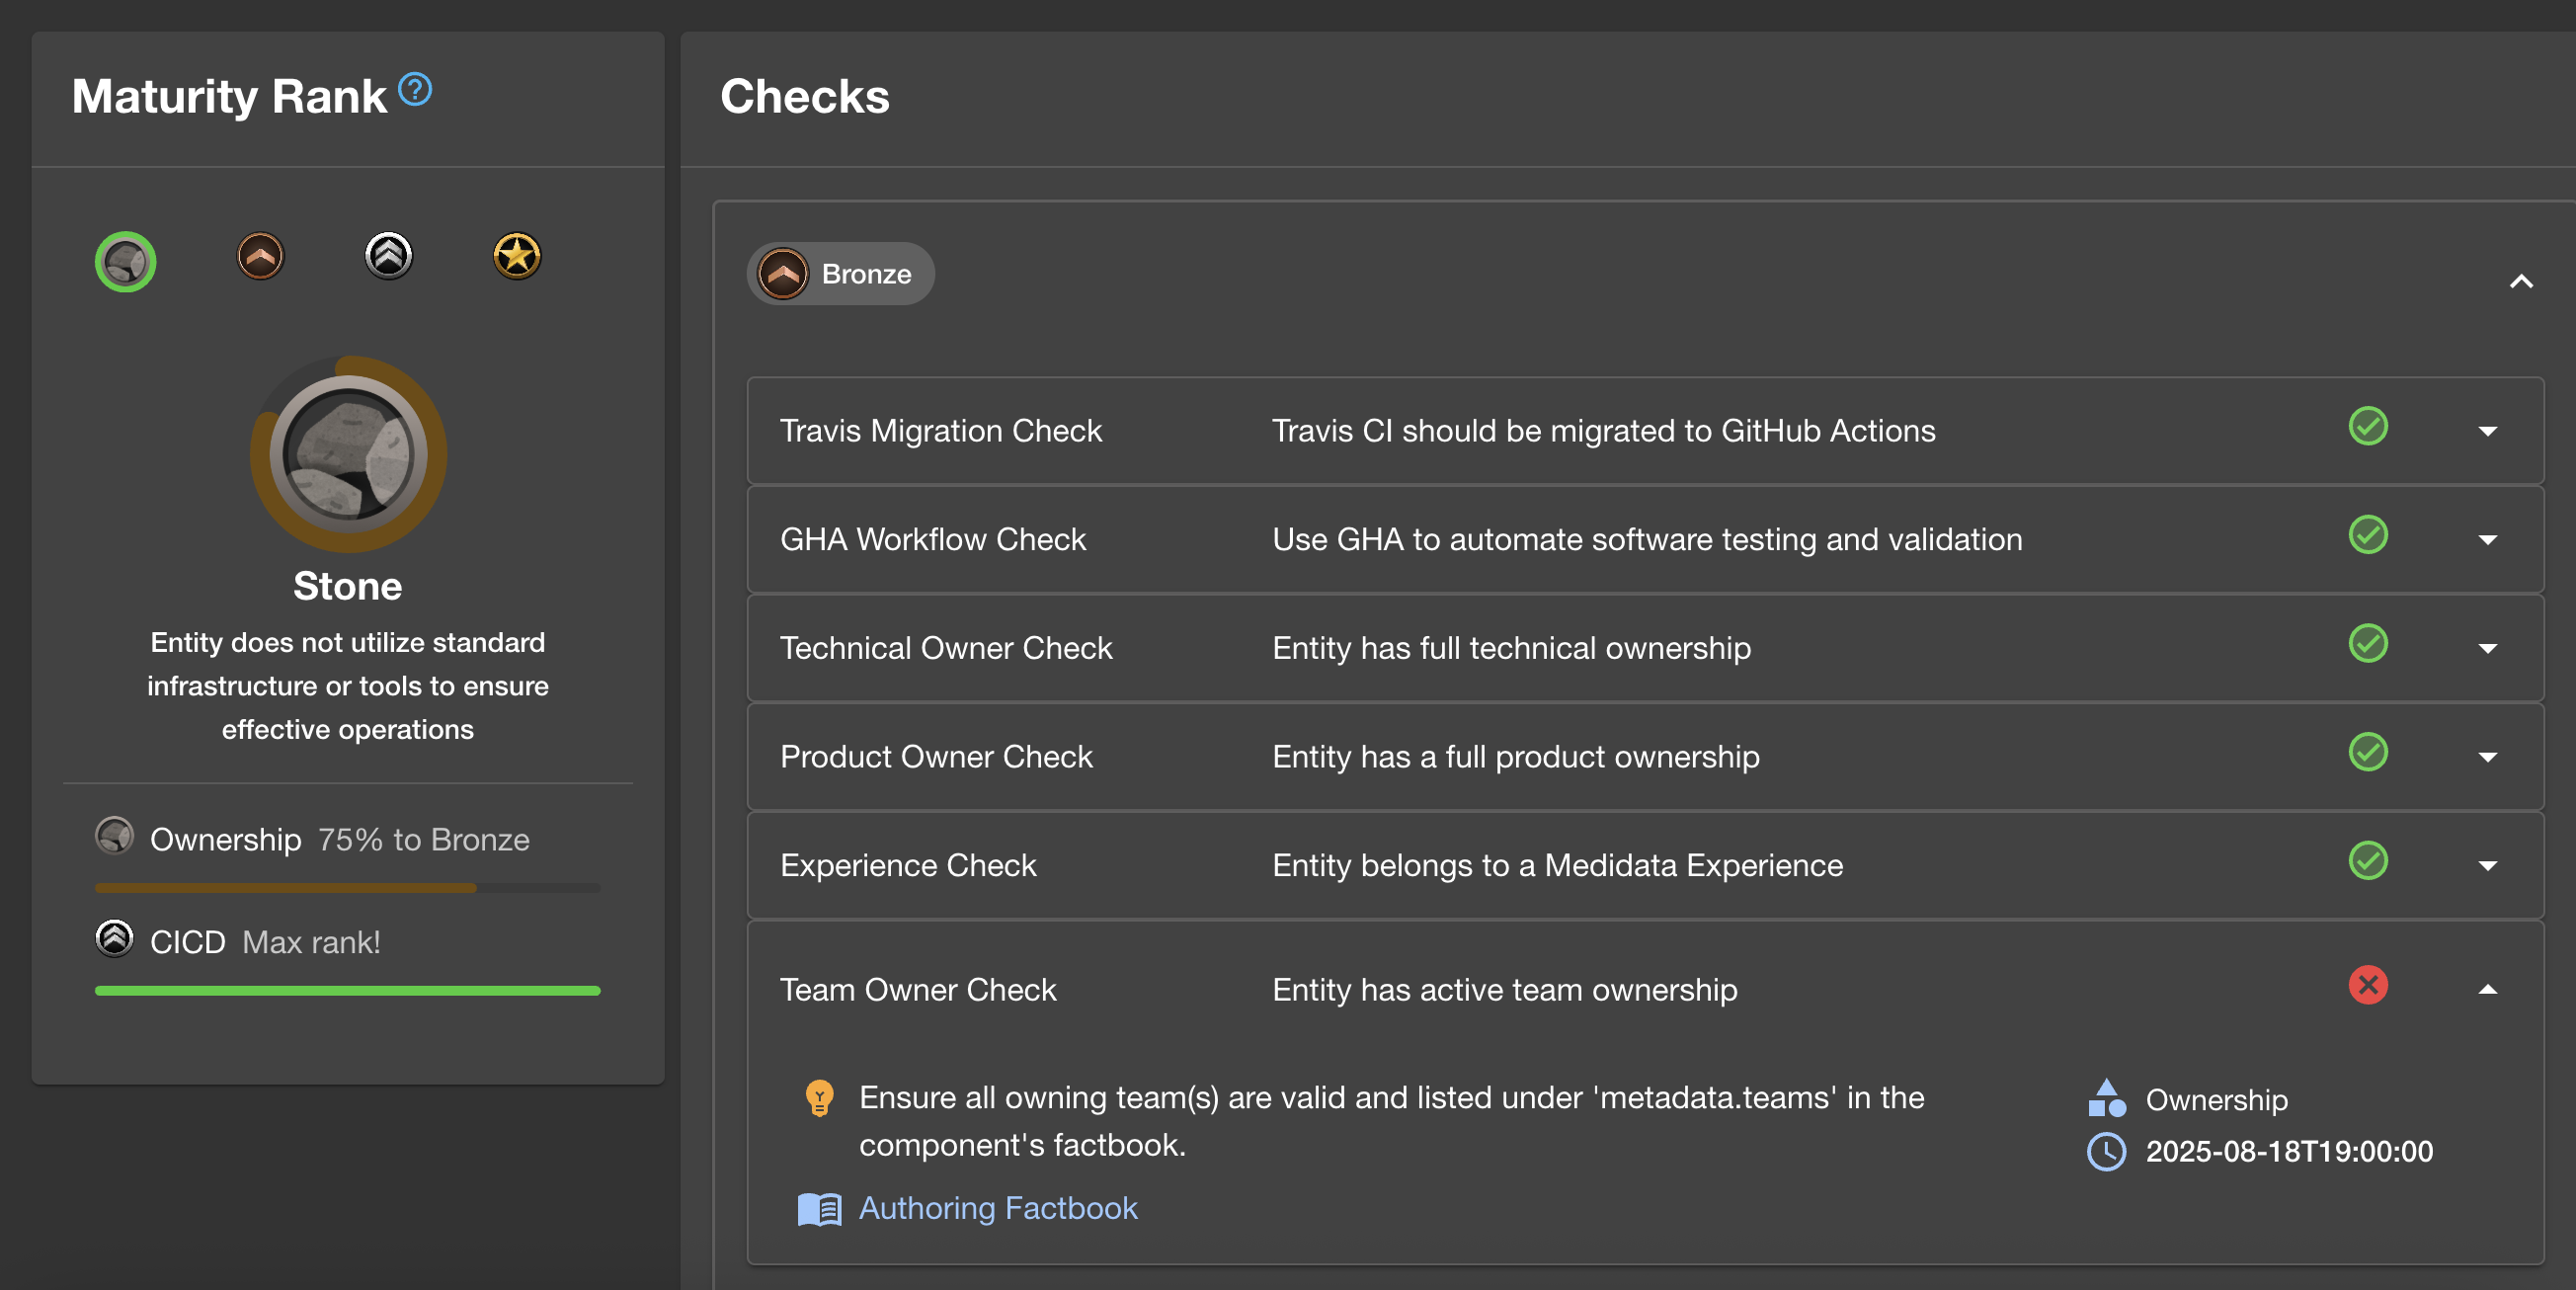 Maturity Rank
Stone
Entity does not utilize standard
infrastructure or tools to ensure
effective operations
Ownership 75% to Bronze
CICD Max rank!
Checks
Bronze
Travis Migration Check Travis CI should be migrated to GitHub Actions
GHA Workflow Check Use GHA to automate software testing and validation
Technical Owner Check Entity has full technical ownership
Product Owner Check Entity has a full product ownership
Experience Check Entity belongs to a Medidata Experience
Team Owner Check Entity has active team ownership
Ensure all owning team(s) are valid and listed under 'metadata.teams' in the
component's factbook.
Authoring Factbook
Ownership
2025-08-18T19:00:00